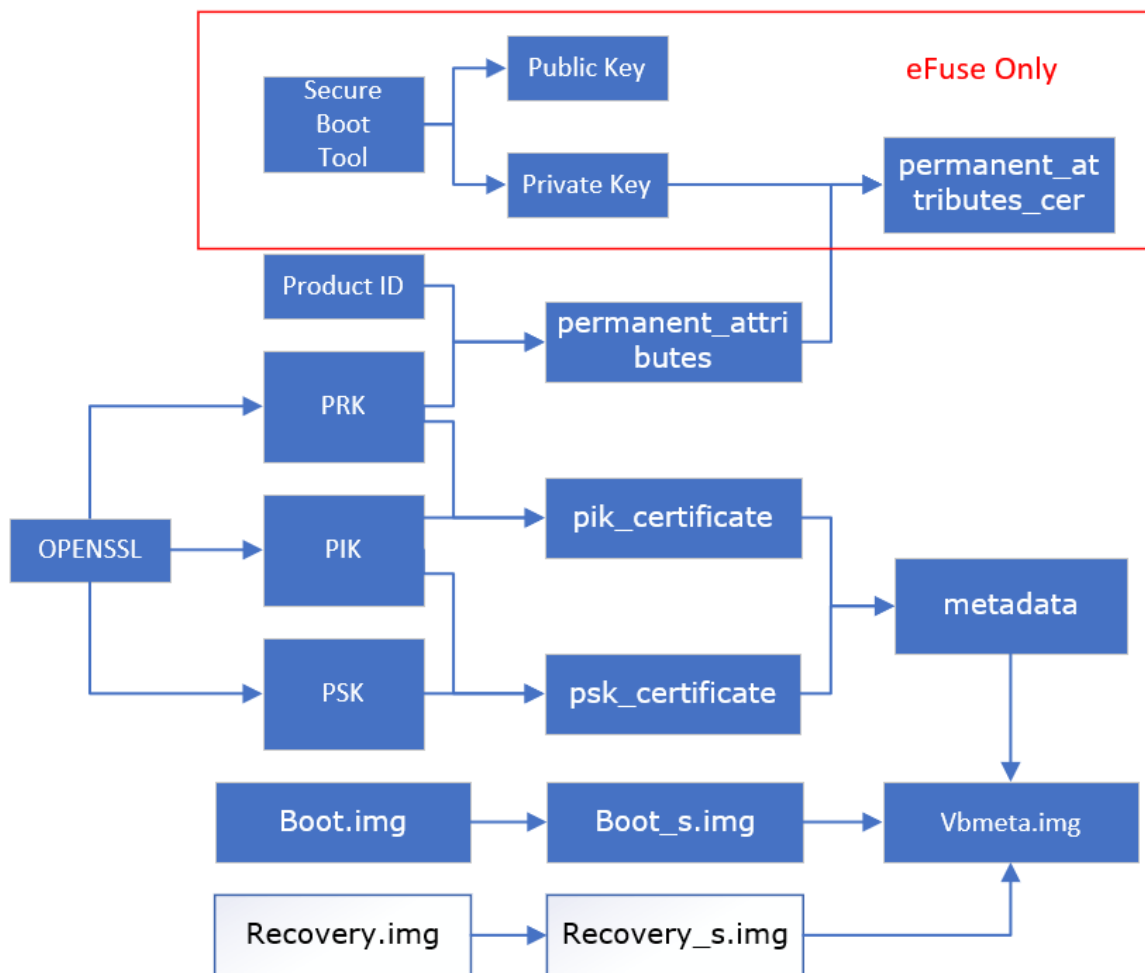 Public Key
eFuse Only
Secure
Boot
Tool
Private Key
permanent_at
tributes_cer
Product ID
permanent_attri
butes
PRK
pik_certificate
OPENSSL
PIK
metadata
PSK
psk_certificate
Boot.img
Boot_s.img
Vbmeta.img
Recovery.img
Recovery_s.img